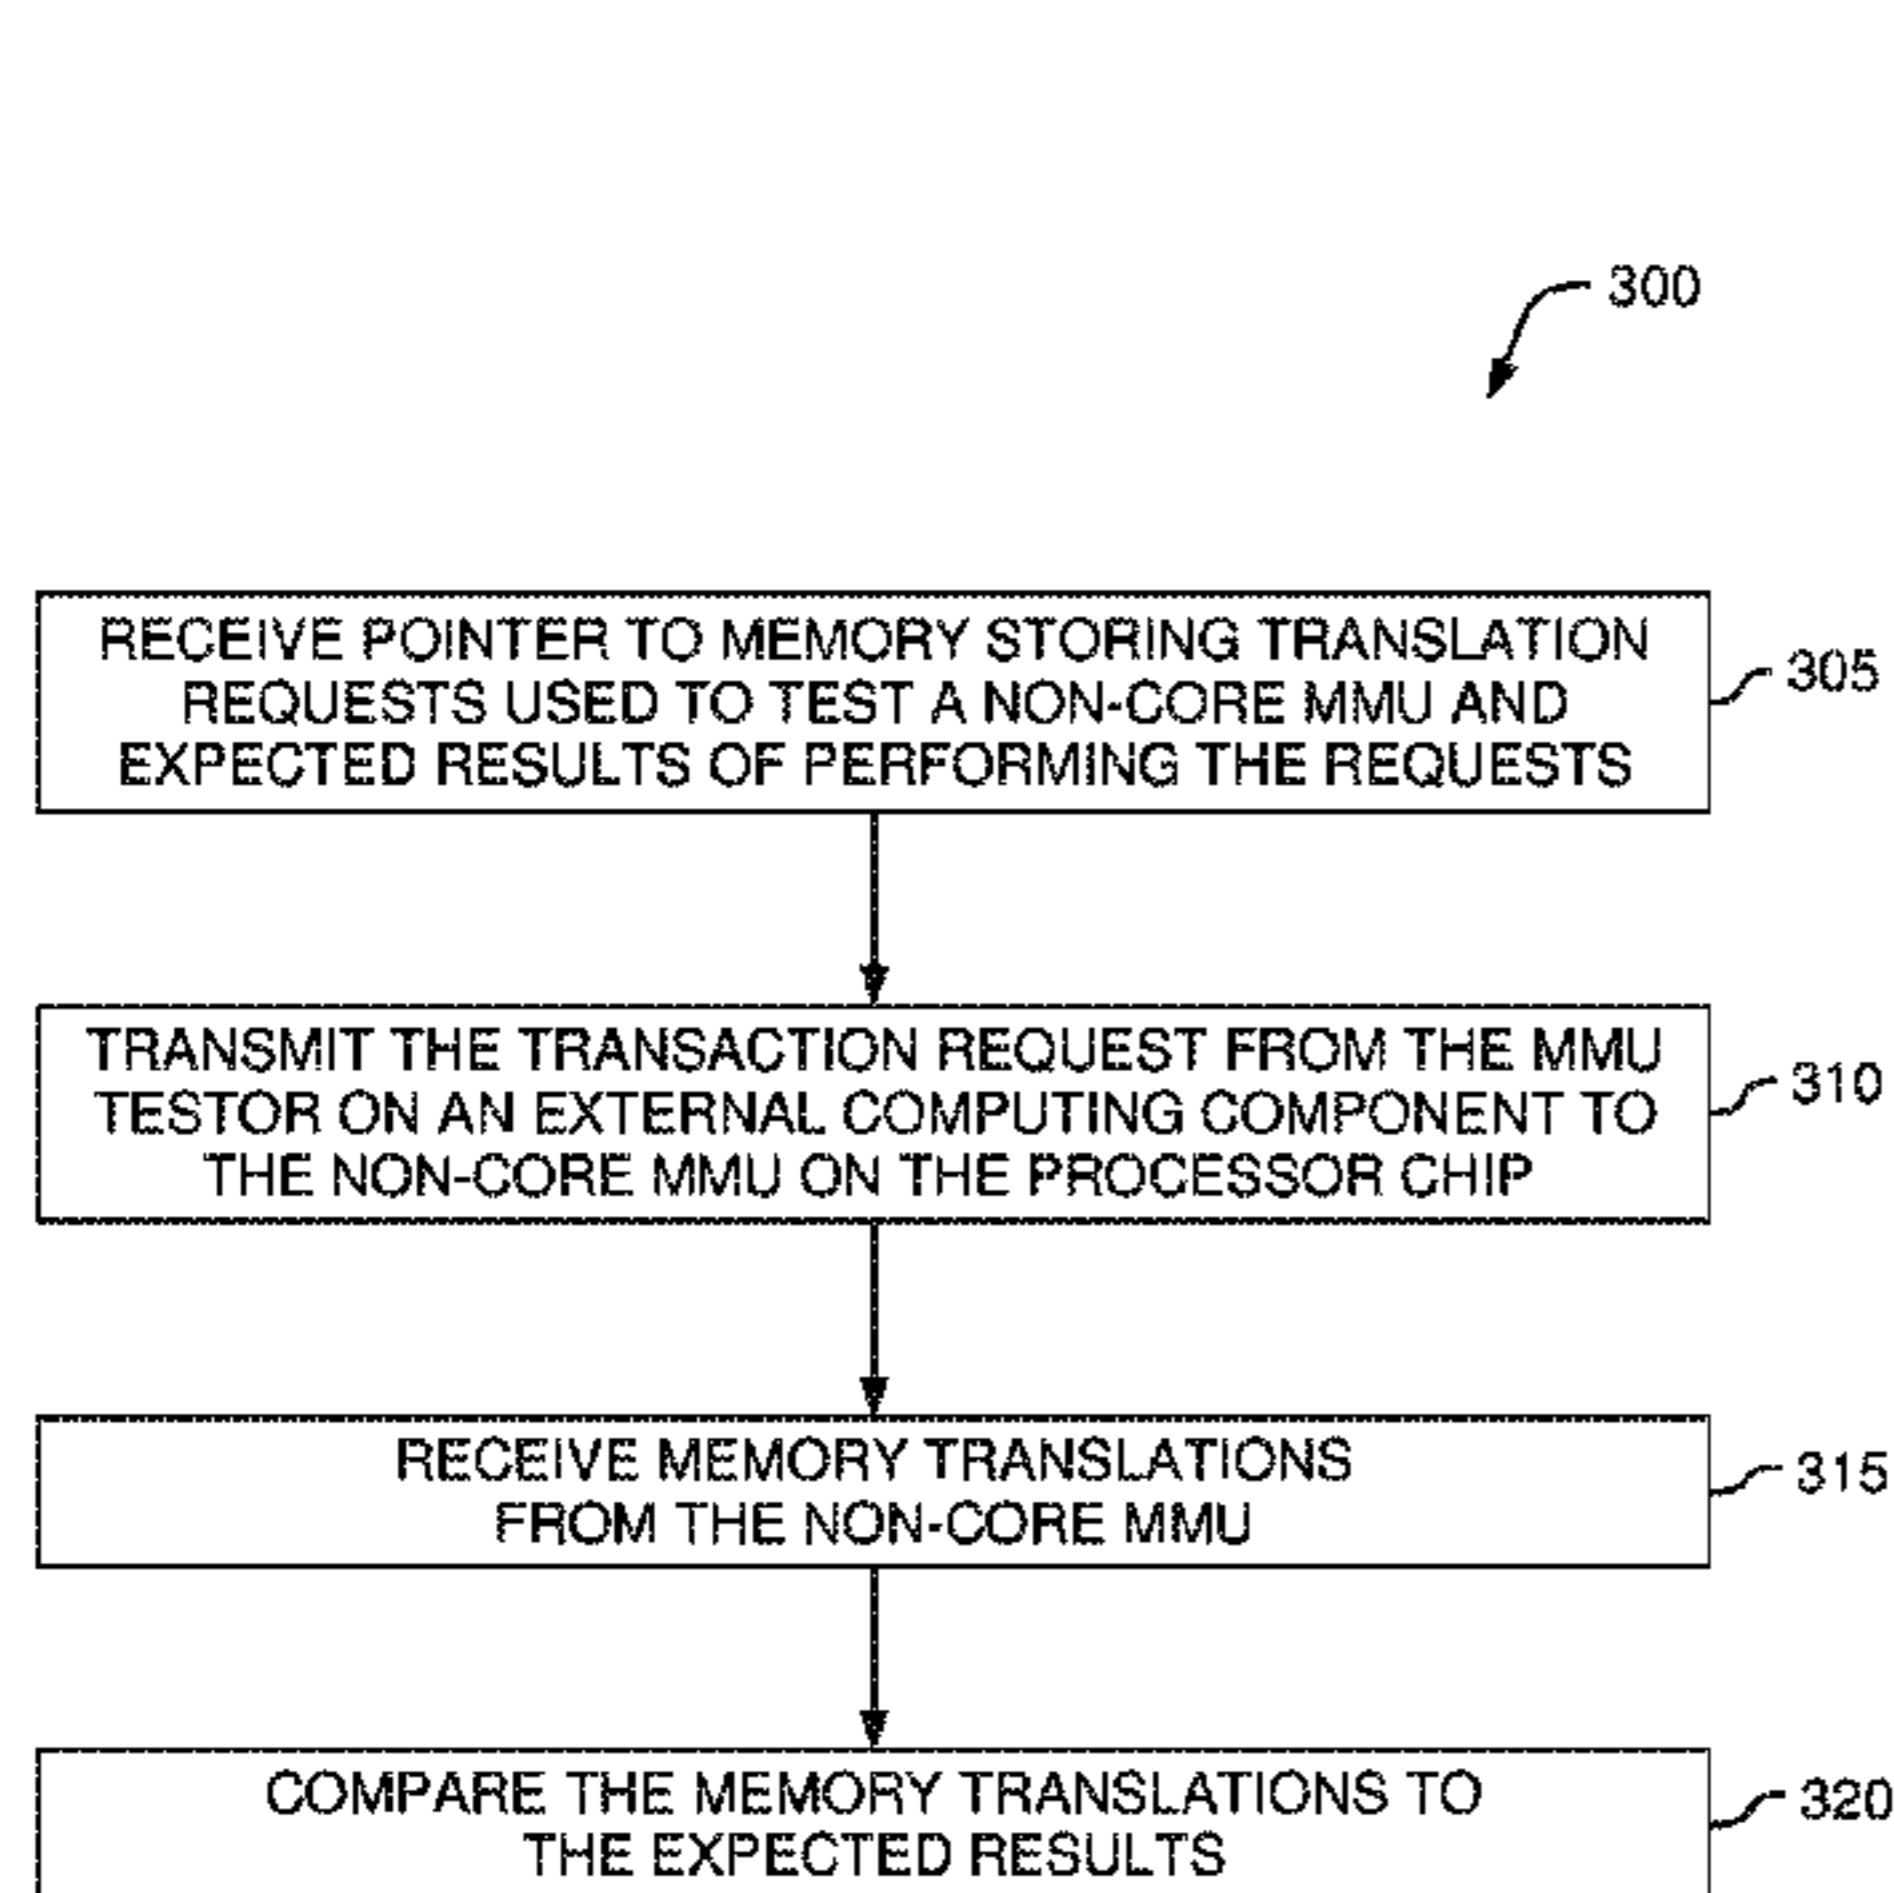 300
RECEIVE POINTER TO MEMORY STORING TRANSLATION
REQUESTS USED TO TEST A NON-CORE MMU AND
EXPECTED RESULTS OF PERFORMING THE REQUESTS
305
TRANSMIT THE TRANSACTION REQUEST FROM THE MMU
TESTOR ON AN EXTERNAL COMPUTING COMPONENT TO
THE NON-CORE MMU ON THE PROCESSOR CHIP
310
RECEIVE MEMORY TRANSLATIONS
FROM THE NON-CORE MMU
315
COMPARE THE MEMORY TRANSLATIONS TO
THE EXPECTED RESULTS
320